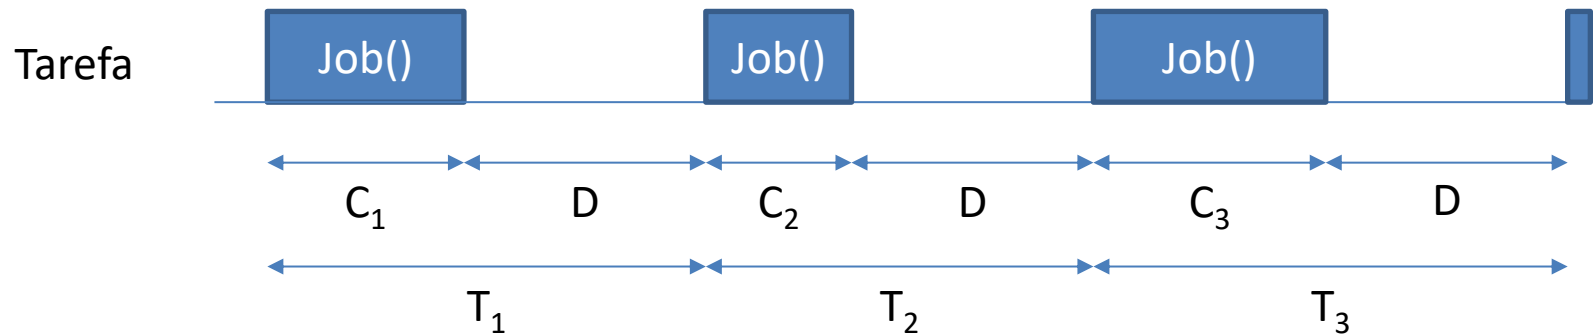 Tarefa Job() Job() Job()
C₁ D C₂ D C₃ D
T₁ T₂ T₃